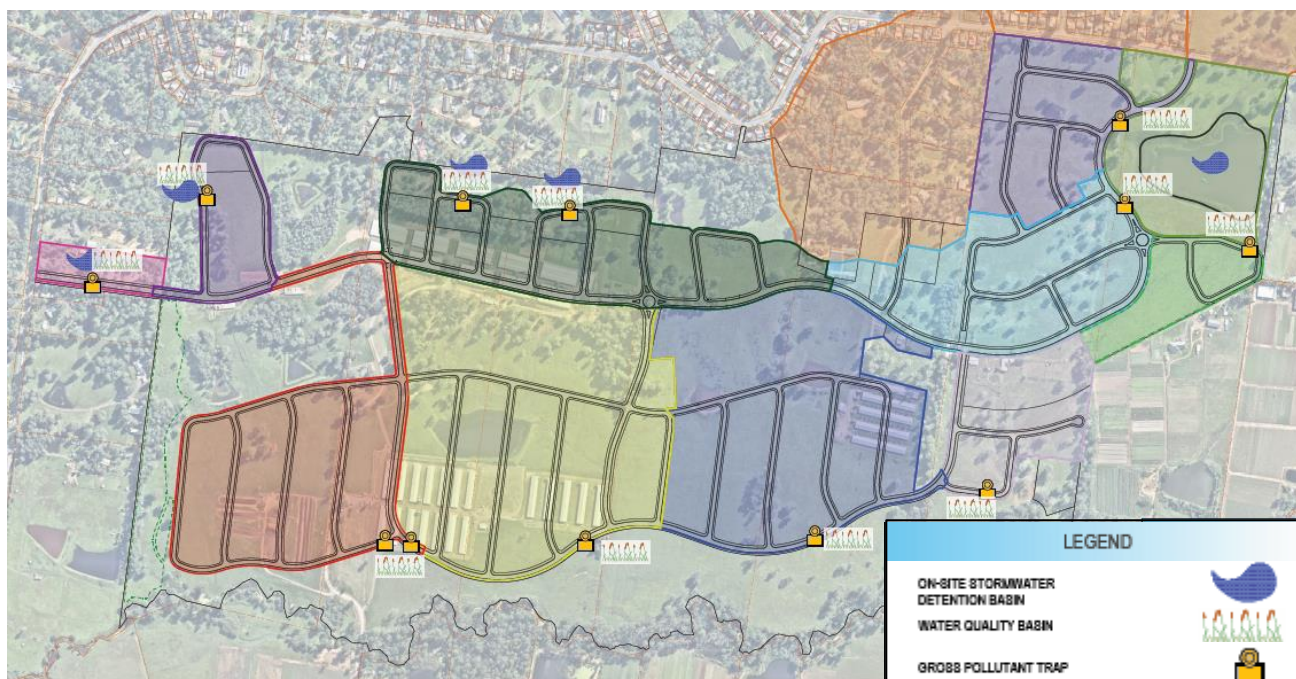 LEGEND
ON-SITE STORMWATER
DETENTION BASIN
WATER QUALITY BASIN
GROSS POLLUTANT TRAP